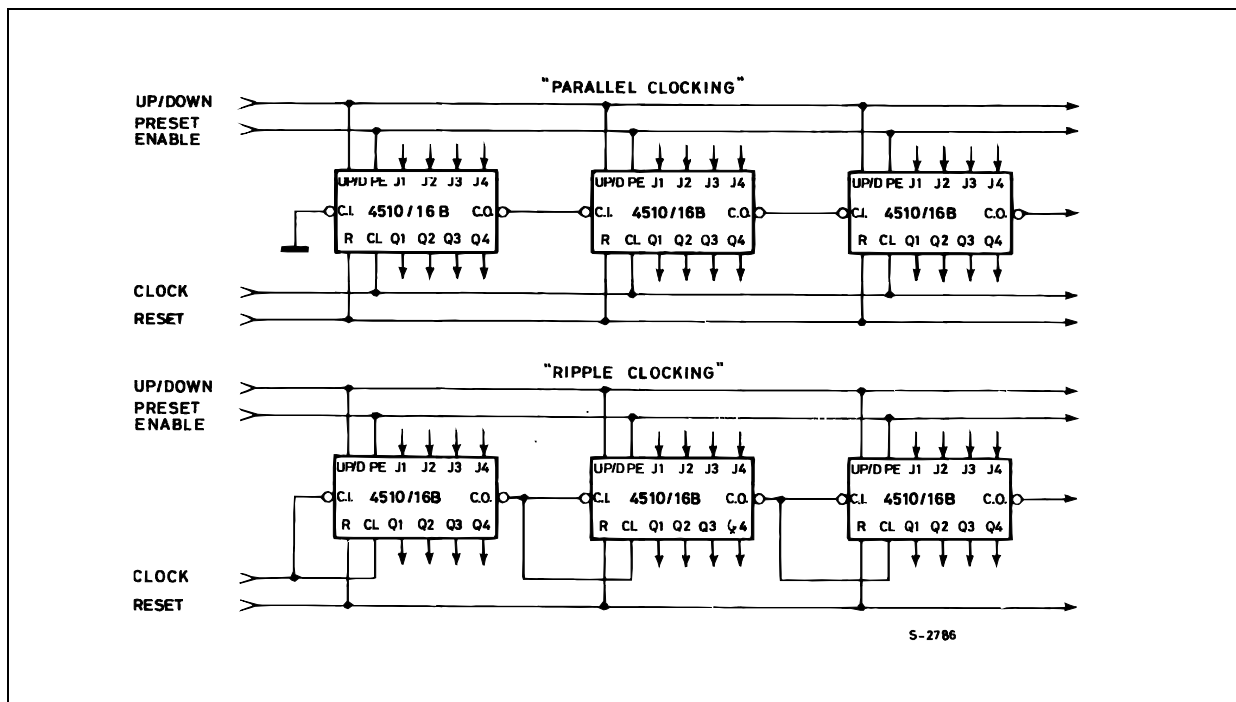 "PARALLEL CLOCKING"
UP/DOWN
PRESET
ENABLE
UP/D PE J1 J2 J3 J4
C.I. 4510/16B C.O.
R CL Q1 Q2 Q3 Q4
UP/D PE J1 J2 J3 J4
C.I. 4510/16B C.O.
R CL Q1 Q2 Q3 Q4
UP/D PE J1 J2 J3 J4
C.I. 4510/16B C.O.
R CL Q1 Q2 Q3 Q4
CLOCK
RESET
"RIPPLE CLOCKING"
UP/DOWN
PRESET
ENABLE
UP/D PE J1 J2 J3 J4
C.I. 4510/16B C.O.
R CL Q1 Q2 Q3 Q4
UP/D PE J1 J2 J3 J4
C.I. 4510/16B C.O.
R CL Q1 Q2 Q3 Q4
UP/D PE J1 J2 J3 J4
C.I. 4510/16B C.O.
R CL Q1 Q2 Q3 Q4
CLOCK
RESET
S-2786